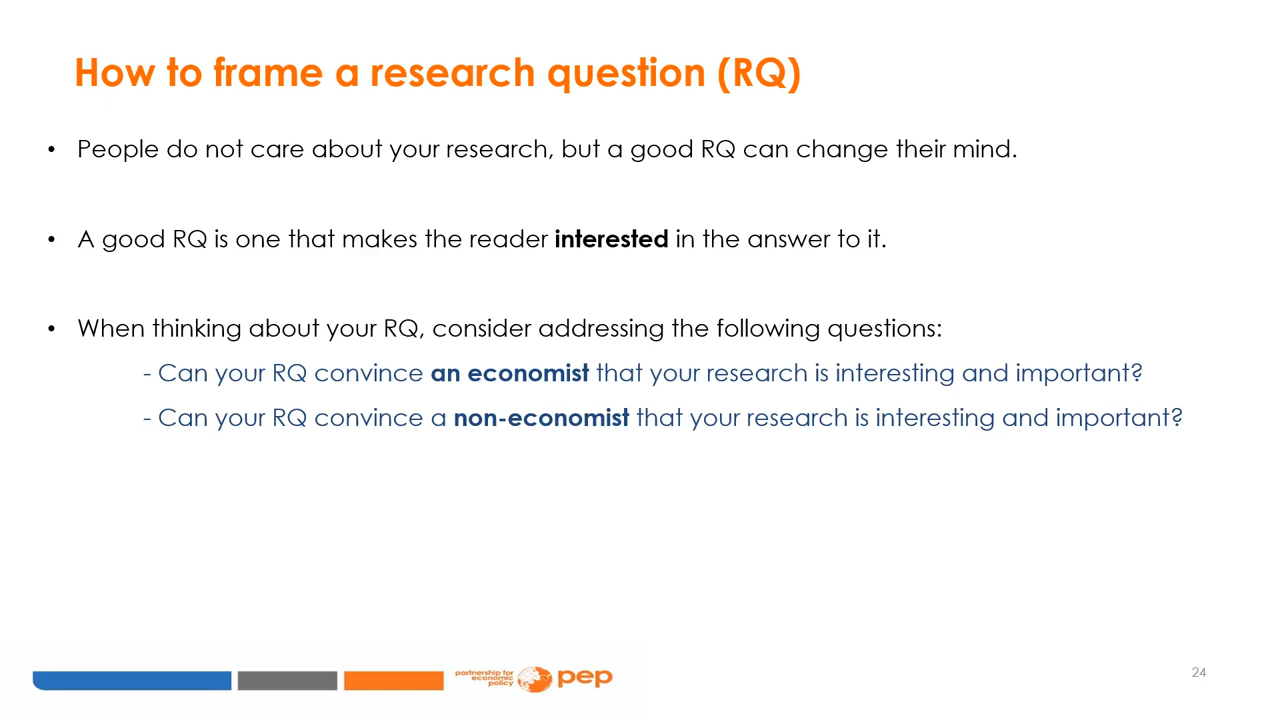 How to frame a research question (RQ)
• People do not care about your research, but a good RQ can change their mind.
• A good RQ is one that makes the reader interested in the answer to it.
• When thinking about your RQ, consider addressing the following questions:
- Can your RQ convince an economist that your research is interesting and important?
- Can your RQ convince a non-economist that your research is interesting and important?
partnership for
economic
policy
pep
24